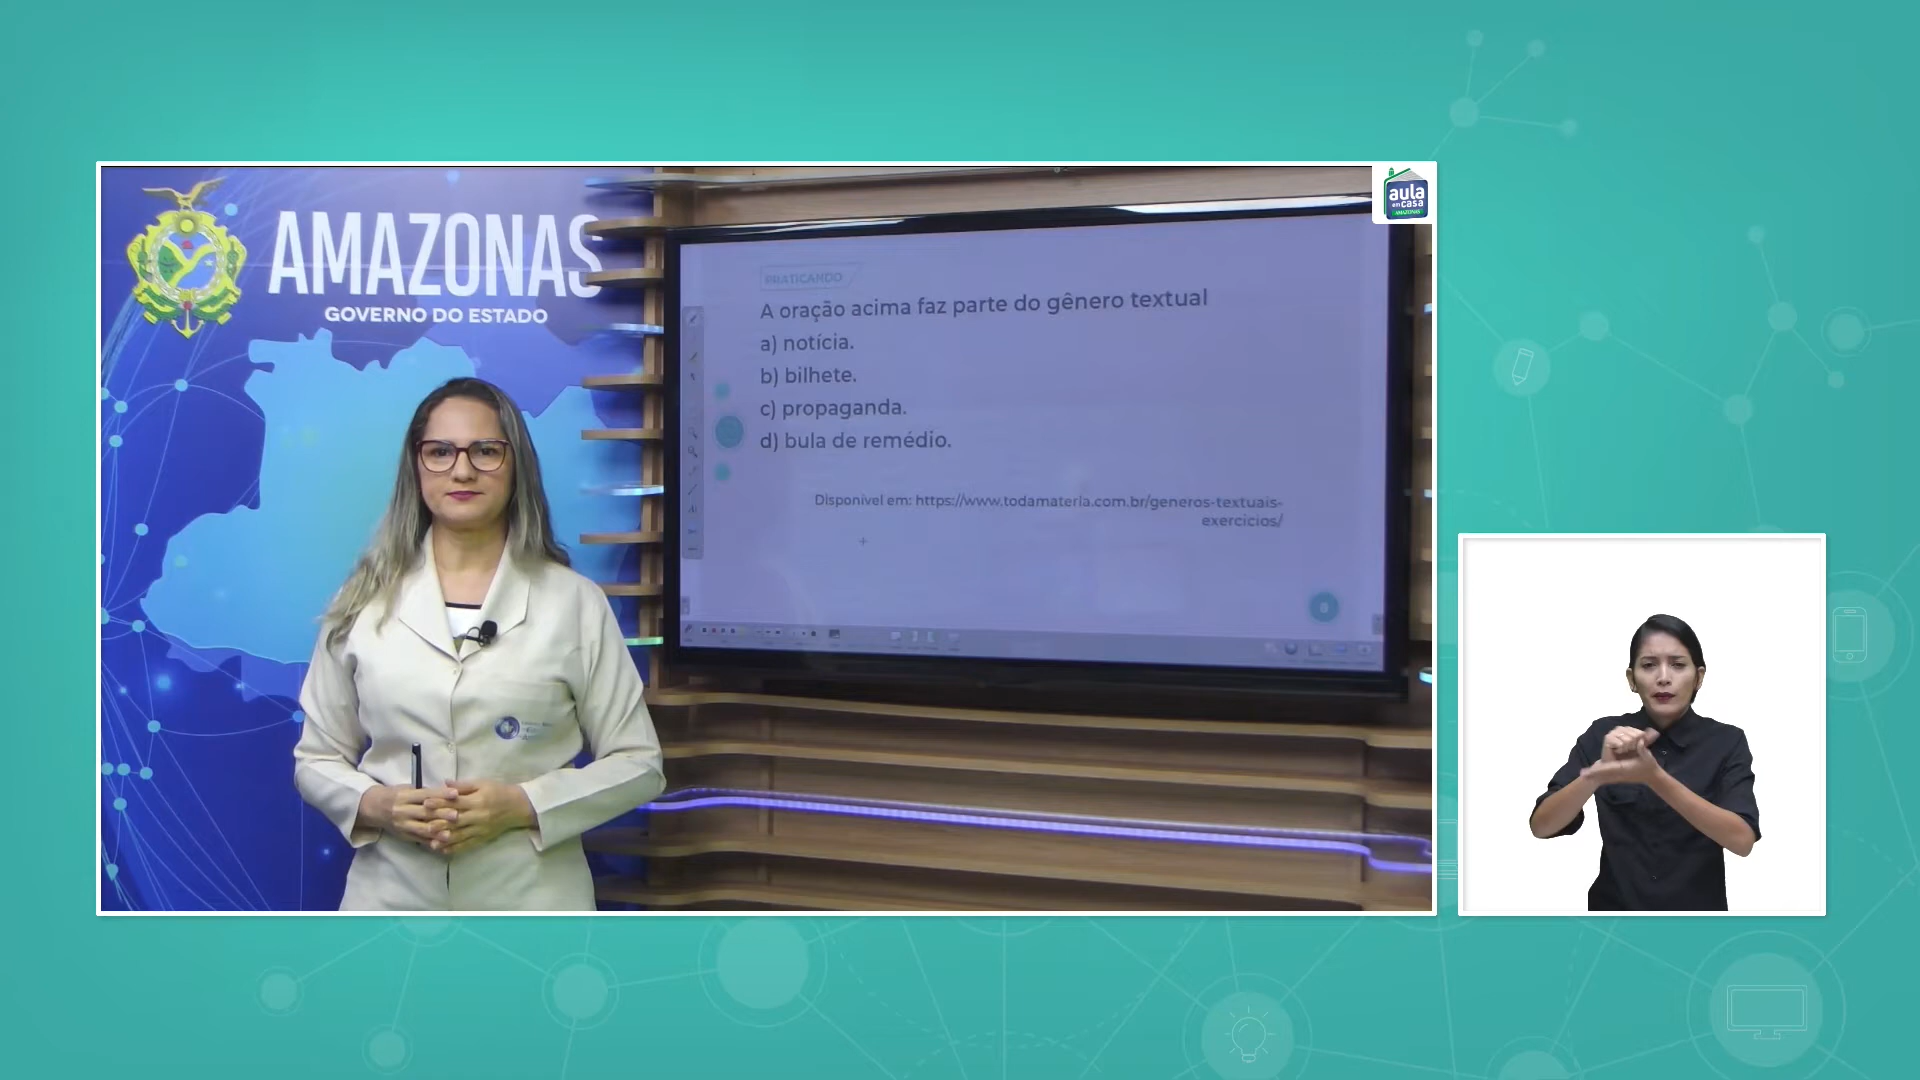 AMAZONAS
GOVERNO DO ESTADO
aula
em casa
AMAZONAS
PRATICANDO
A oração acima faz parte do gênero textual
a) notícia.
b) bilhete.
c) propaganda.
d) bula de remédio.
Disponível em: https://www.todamateria.com.br/generos-textuais-
exercicios/